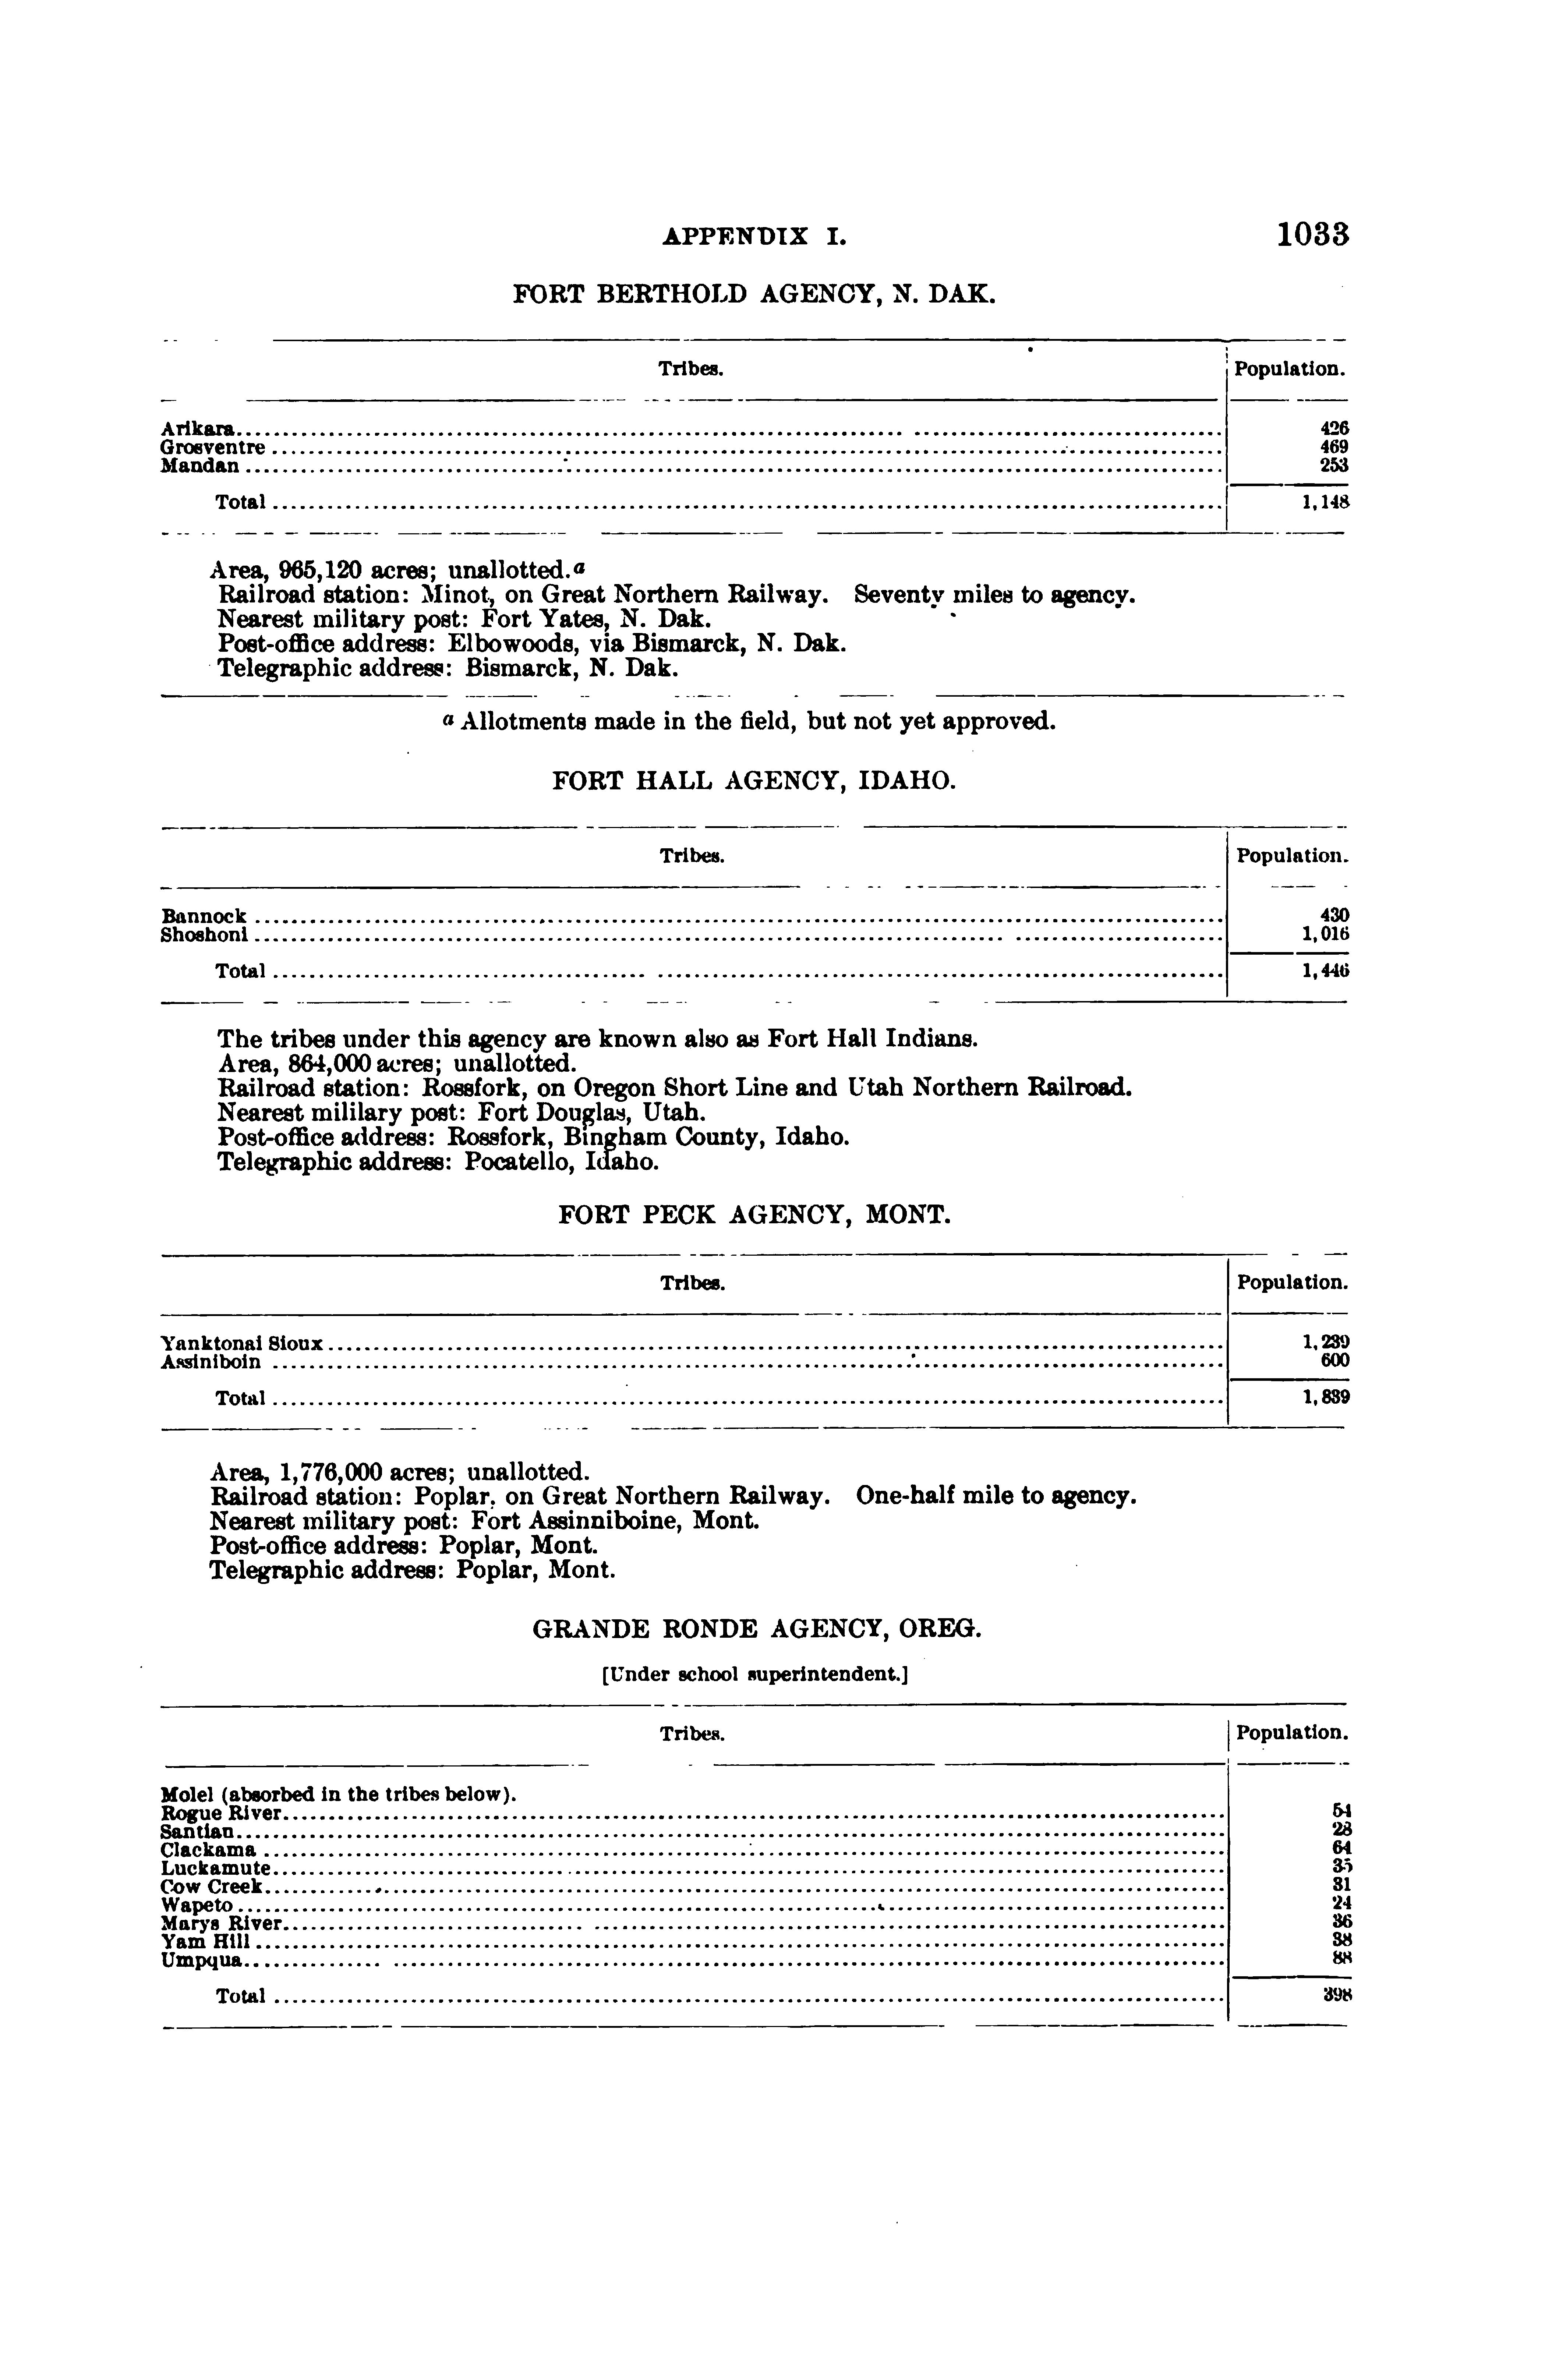 APPENDIX I. 1033
FORT BERTHOLD AGENCY, N. DAK.
Tribes. Population.
Arikara 426
Grosventre 469
Mandan 253
Total 1,148
Area, 965,120 acres; unallotted.a
Railroad station: Minot, on Great Northern Railway. Seventy miles to agency.
Nearest military post: Fort Yates, N. Dak.
Post-office address: Elbowoods, via Bismarck, N. Dak.
Telegraphic address: Bismarck, N. Dak.
a Allotments made in the field, but not yet approved.
FORT HALL AGENCY, IDAHO.
Tribes. Population.
Bannock 430
Shoshoni 1,016
Total 1,446
The tribes under this agency are known also as Fort Hall Indians.
Area, 864,000 acres; unallotted.
Railroad station: Rossfork, on Oregon Short Line and Utah Northern Railroad.
Nearest mililary post: Fort Douglas, Utah.
Post-office address: Rossfork, Bingham County, Idaho.
Telegraphic address: Pocatello, Idaho.
FORT PECK AGENCY, MONT.
Tribes. Population.
Yanktonai Sioux 1,239
Assiniboin 600
Total 1,839
Area, 1,776,000 acres; unallotted.
Railroad station: Poplar, on Great Northern Railway. One-half mile to agency.
Nearest military post: Fort Assinniboine, Mont.
Post-office address: Poplar, Mont.
Telegraphic address: Poplar, Mont.
GRANDE RONDE AGENCY, OREG.
[Under school superintendent.]
Tribes. Population.
Molel (absorbed in the tribes below).
Rogue River 54
Santian 28
Clackama 64
Luckamute 35
Cow Creek 31
Wapeto 24
Marys River 36
Yam Hill 38
Umpqua 88
Total 398